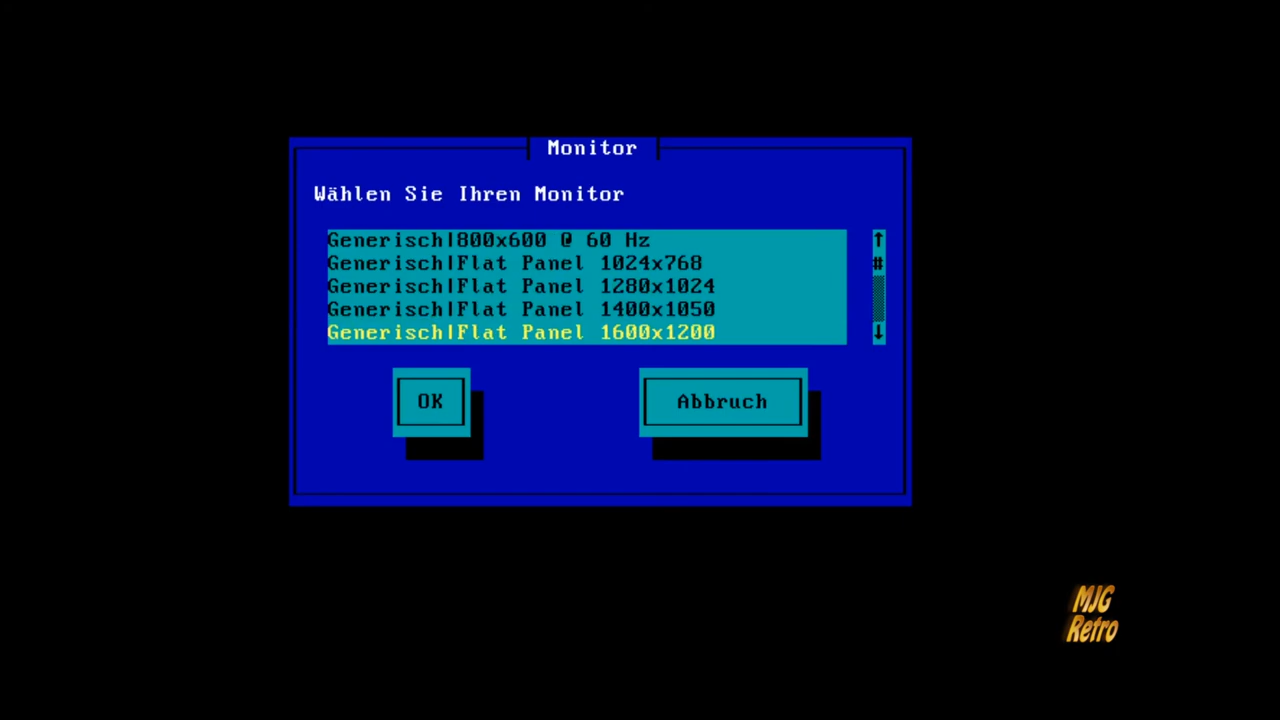 Monitor
Wählen Sie Ihren Monitor
Generisch|800x600 @ 60 Hz
Generisch|Flat Panel 1024x768
Generisch|Flat Panel 1280x1024
Generisch|Flat Panel 1400x1050
Generisch|Flat Panel 1600x1200
↑
#
↓
OK
Abbruch
MJG
Retro